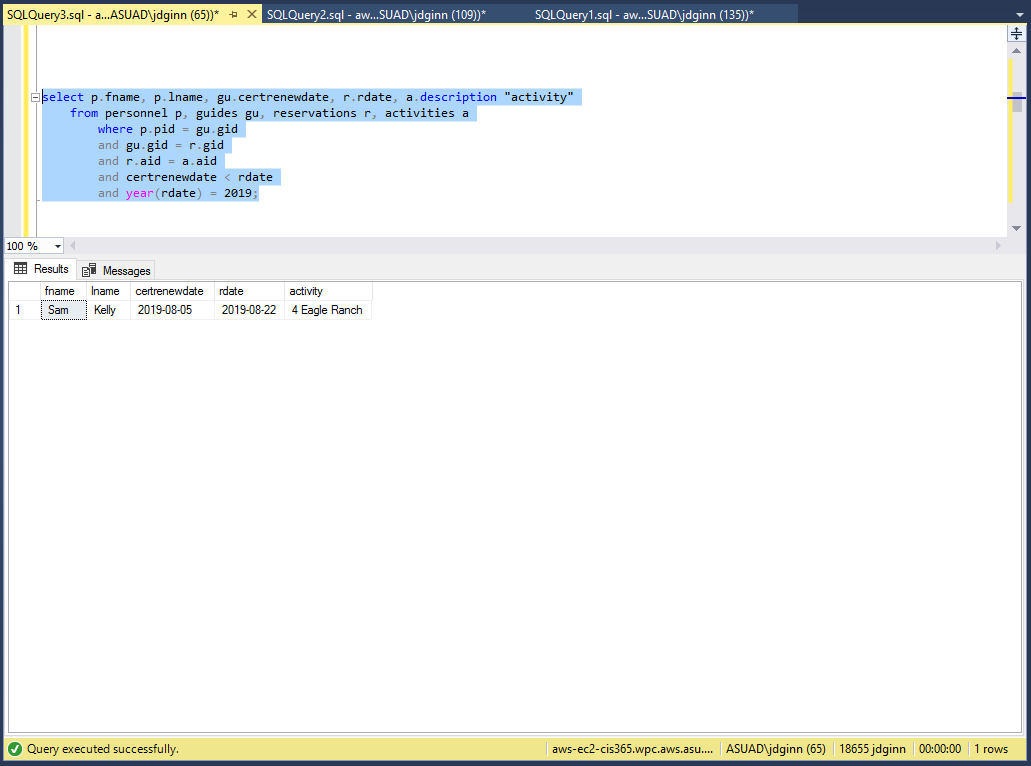 SQLQuery3.sql - a...ASUAD\jdginn (65))* SQLQuery2.sql - aw...SUAD\jdginn (109))* SQLQuery1.sql - aw...SUAD\jdginn (135))*
select p.fname, p.lname, gu.certrenewdate, r.rdate, a.description "activity"
from personnel p, guides gu, reservations r, activities a
where p.pid = gu.gid
and gu.gid = r.gid
and r.aid = a.aid
and certrenewdate < rdate
and year(rdate) = 2019;
100 %
Results Messages
fname lname certrenewdate rdate activity
1 Sam Kelly 2019-08-05 2019-08-22 4 Eagle Ranch
Query executed successfully. aws-ec2-cis365.wpc.aws.asu.... ASUAD\jdginn (65) 18655 jdginn 00:00:00 1 rows